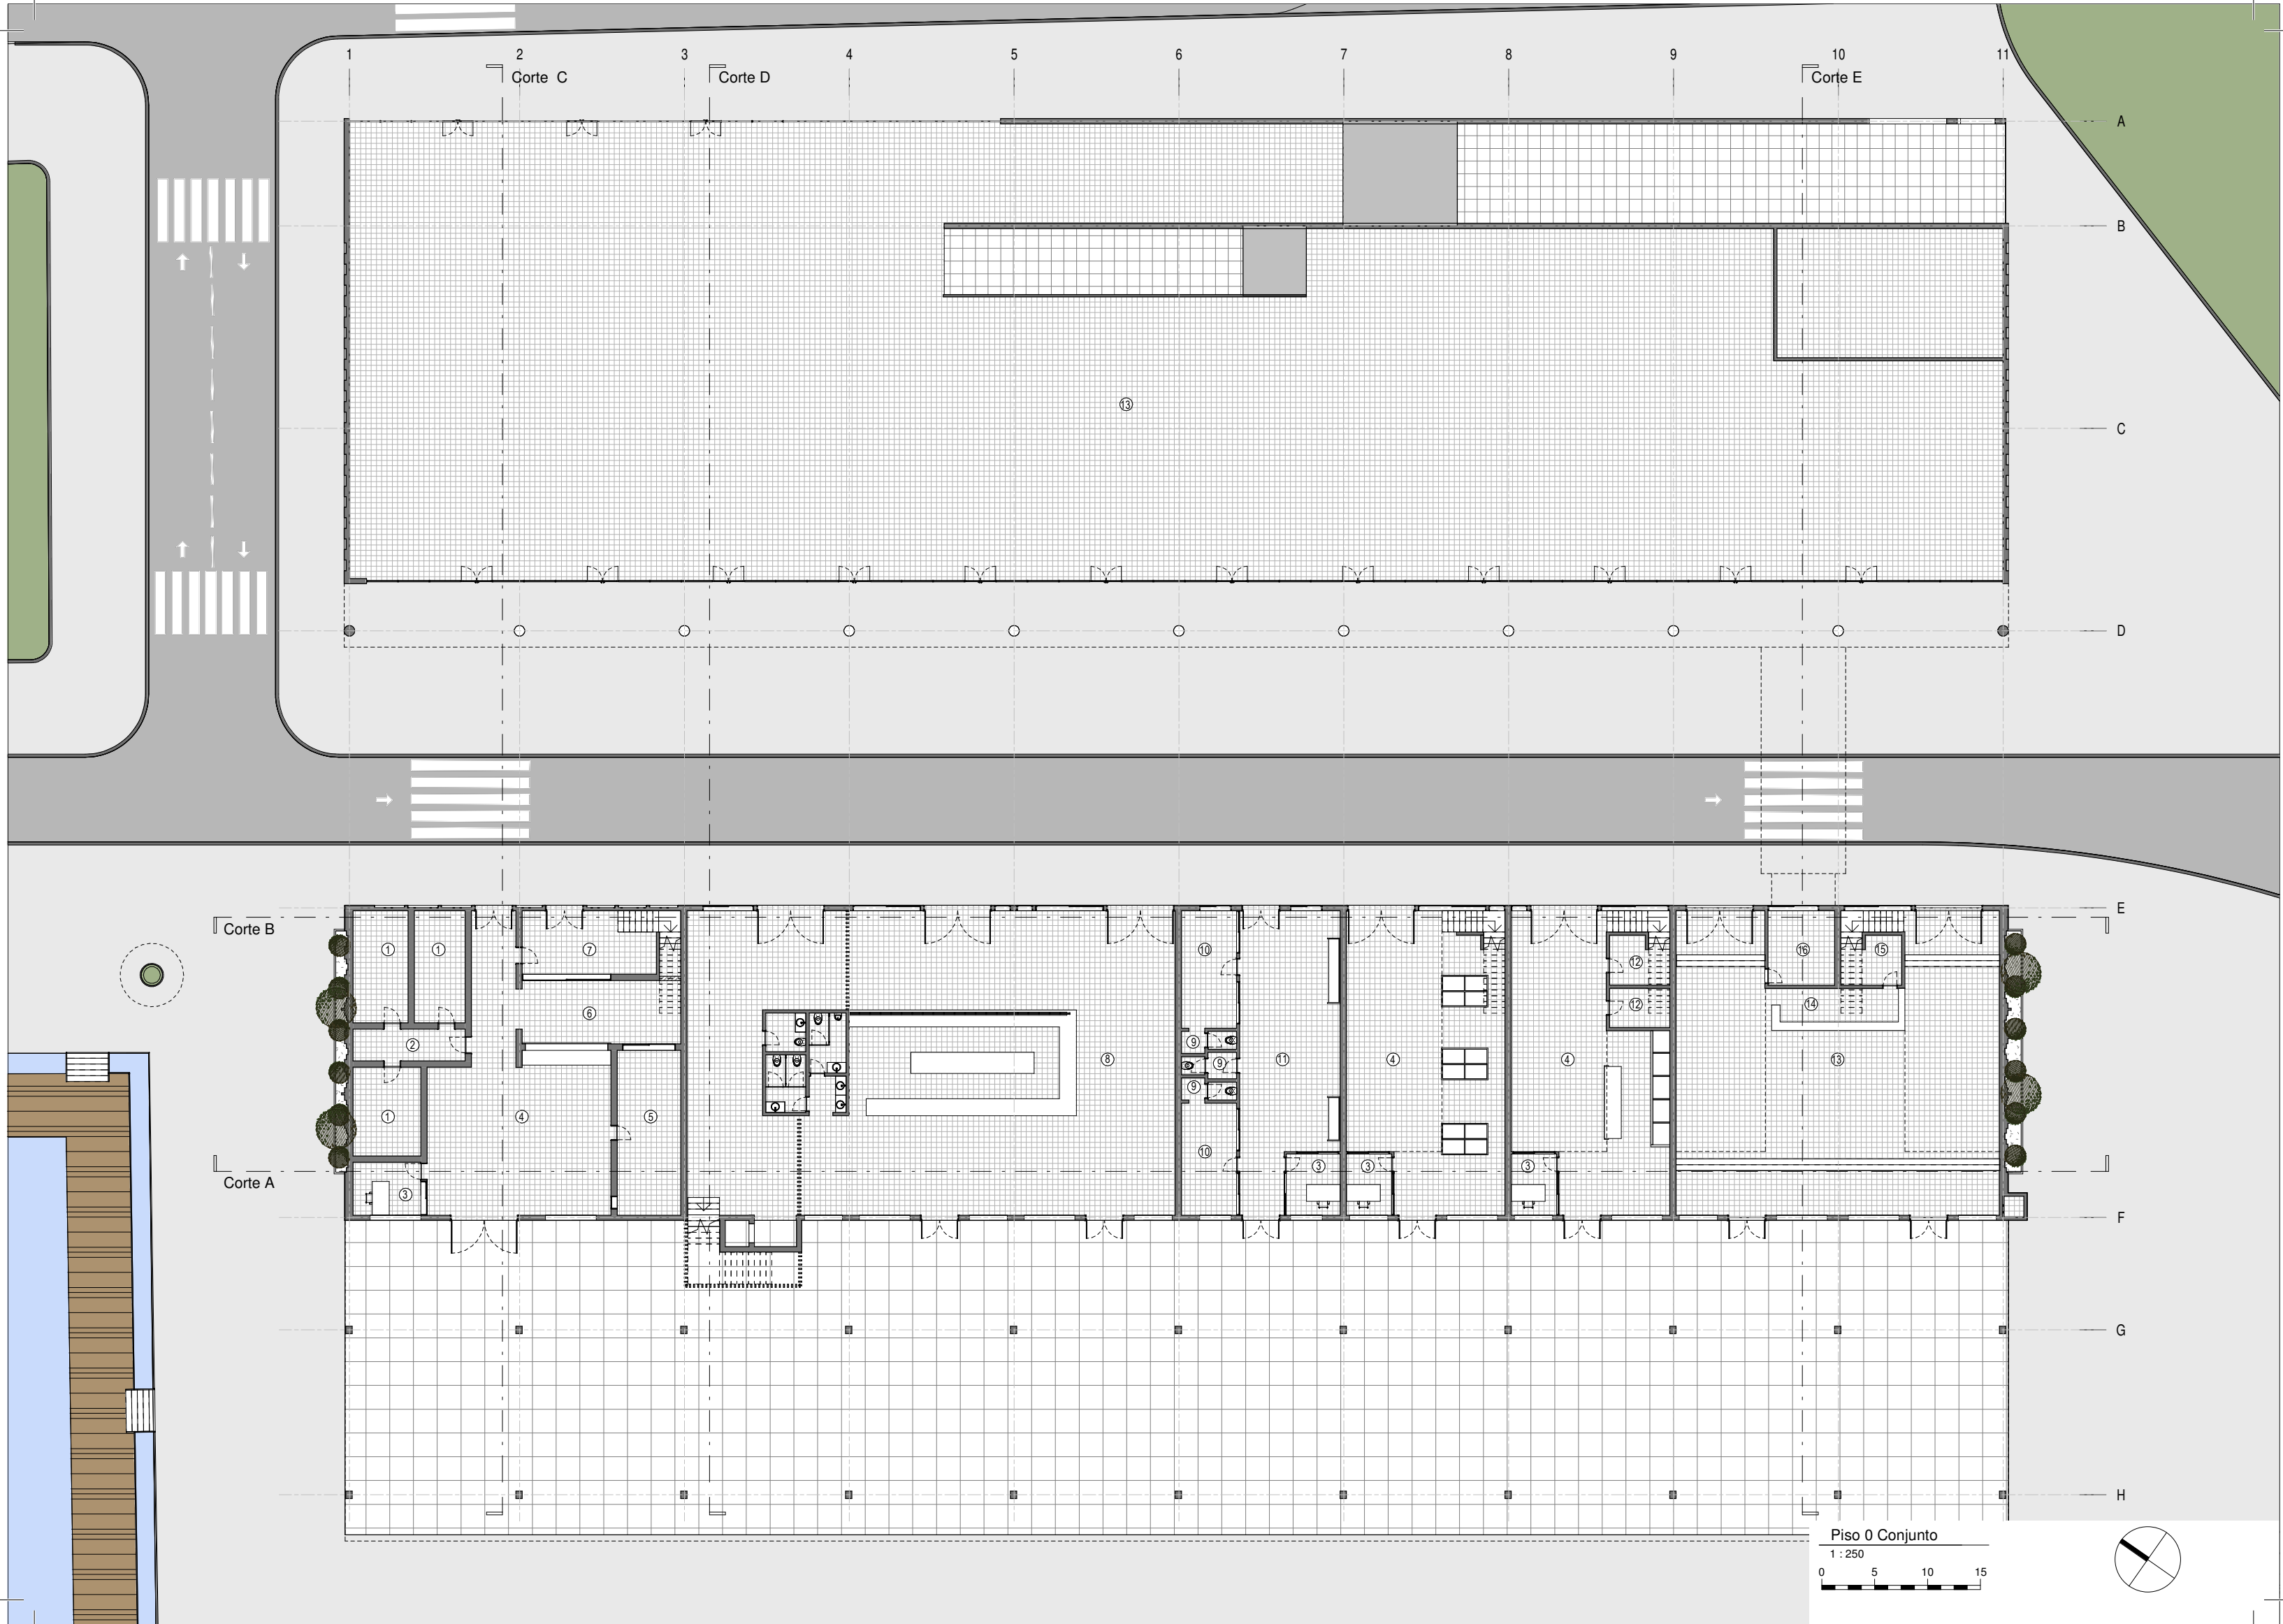 1 2 3 4 5 6 7 8 9 10 11
Corte C Corte D Corte E
A
B
13
C
D
E
Corte B
1 1 7 10 12 16 15
6 12 14
2 9 9 9
8 11 4 4 13
1 4 5
10
3 3 3 3
Corte A
F
G
H
Piso 0 Conjunto
1 : 250
0 5 10 15